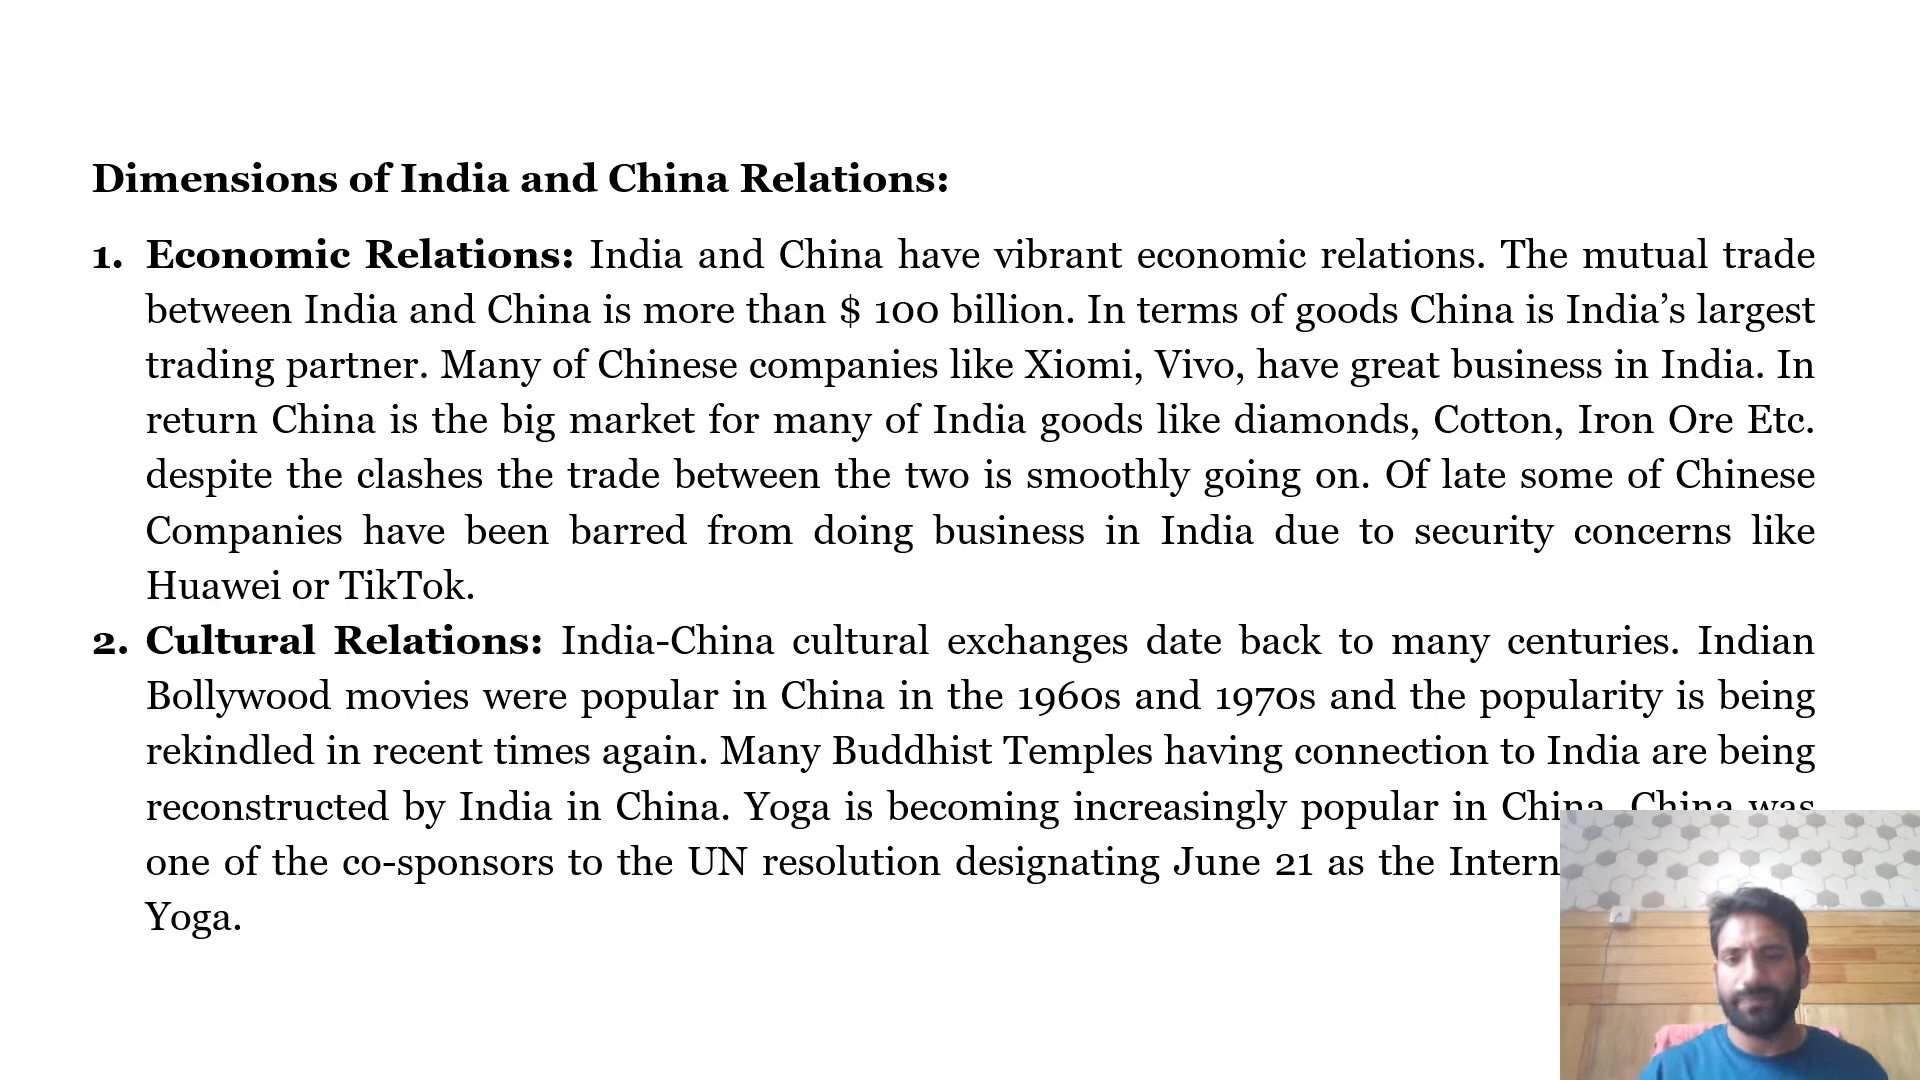 Dimensions of India and China Relations:
1. Economic Relations: India and China have vibrant economic relations. The mutual trade
between India and China is more than $ 100 billion. In terms of goods China is India’s largest
trading partner. Many of Chinese companies like Xiomi, Vivo, have great business in India. In
return China is the big market for many of India goods like diamonds, Cotton, Iron Ore Etc.
despite the clashes the trade between the two is smoothly going on. Of late some of Chinese
Companies have been barred from doing business in India due to security concerns like
Huawei or TikTok.
2. Cultural Relations: India-China cultural exchanges date back to many centuries. Indian
Bollywood movies were popular in China in the 1960s and 1970s and the popularity is being
rekindled in recent times again. Many Buddhist Temples having connection to India are being
reconstructed by India in China. Yoga is becoming increasingly popular in China. China was
one of the co-sponsors to the UN resolution designating June 21 as the Intern
Yoga.